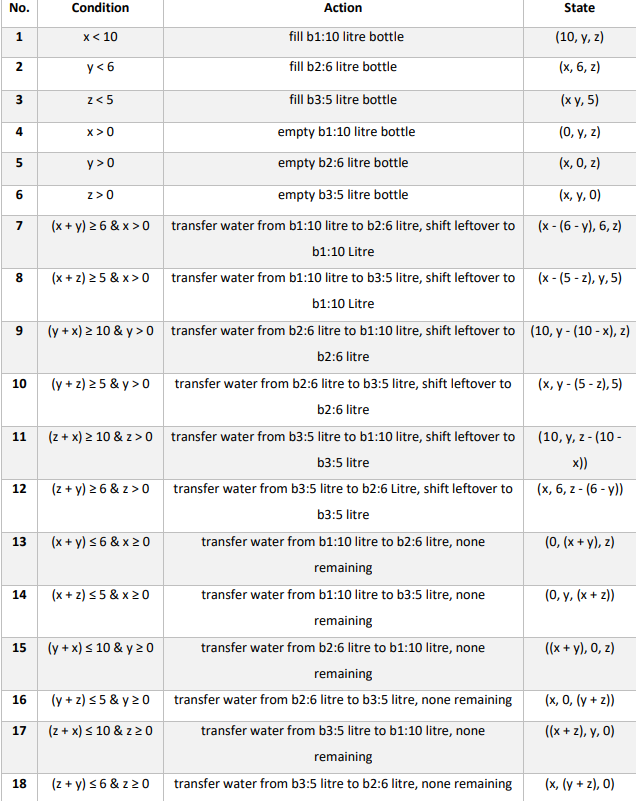 No. Condition Action State
1 x < 10 fill b1:10 litre bottle (10, y, z)
2 y < 6 fill b2:6 litre bottle (x, 6, z)
3 z < 5 fill b3:5 litre bottle (x y, 5)
4 x > 0 empty b1:10 litre bottle (0, y, z)
5 y > 0 empty b2:6 litre bottle (x, 0, z)
6 z > 0 empty b3:5 litre bottle (x, y, 0)
7 (x + y) ≥ 6 & x > 0 transfer water from b1:10 litre to b2:6 litre, shift leftover to (x - (6 - y), 6, z)
b1:10 Litre
8 (x + z) ≥ 5 & x > 0 transfer water from b1:10 litre to b3:5 litre, shift leftover to (x - (5 - z), y, 5)
b1:10 Litre
9 (y + x) ≥ 10 & y > 0 transfer water from b2:6 litre to b1:10 litre, shift leftover to (10, y - (10 - x), z)
b2:6 litre
10 (y + z) ≥ 5 & y > 0 transfer water from b2:6 litre to b3:5 litre, shift leftover to (x, y - (5 - z), 5)
b2:6 litre
11 (z + x) ≥ 10 & z > 0 transfer water from b3:5 litre to b1:10 litre, shift leftover to (10, y, z - (10 -
b3:5 litre x))
12 (z + y) ≥ 6 & z > 0 transfer water from b3:5 litre to b2:6 Litre, shift leftover to (x, 6, z - (6 - y))
b3:5 litre
13 (x + y) ≤ 6 & x ≥ 0 transfer water from b1:10 litre to b2:6 litre, none (0, (x + y), z)
remaining
14 (x + z) ≤ 5 & x ≥ 0 transfer water from b1:10 litre to b3:5 litre, none (0, y, (x + z))
remaining
15 (y + x) ≤ 10 & y ≥ 0 transfer water from b2:6 litre to b1:10 litre, none ((x + y), 0, z)
remaining
16 (y + z) ≤ 5 & y ≥ 0 transfer water from b2:6 litre to b3:5 litre, none remaining (x, 0, (y + z))
17 (z + x) ≤ 10 & z ≥ 0 transfer water from b3:5 litre to b1:10 litre, none ((x + z), y, 0)
remaining
18 (z + y) ≤ 6 & z ≥ 0 transfer water from b3:5 litre to b2:6 litre, none remaining (x, (y + z), 0)